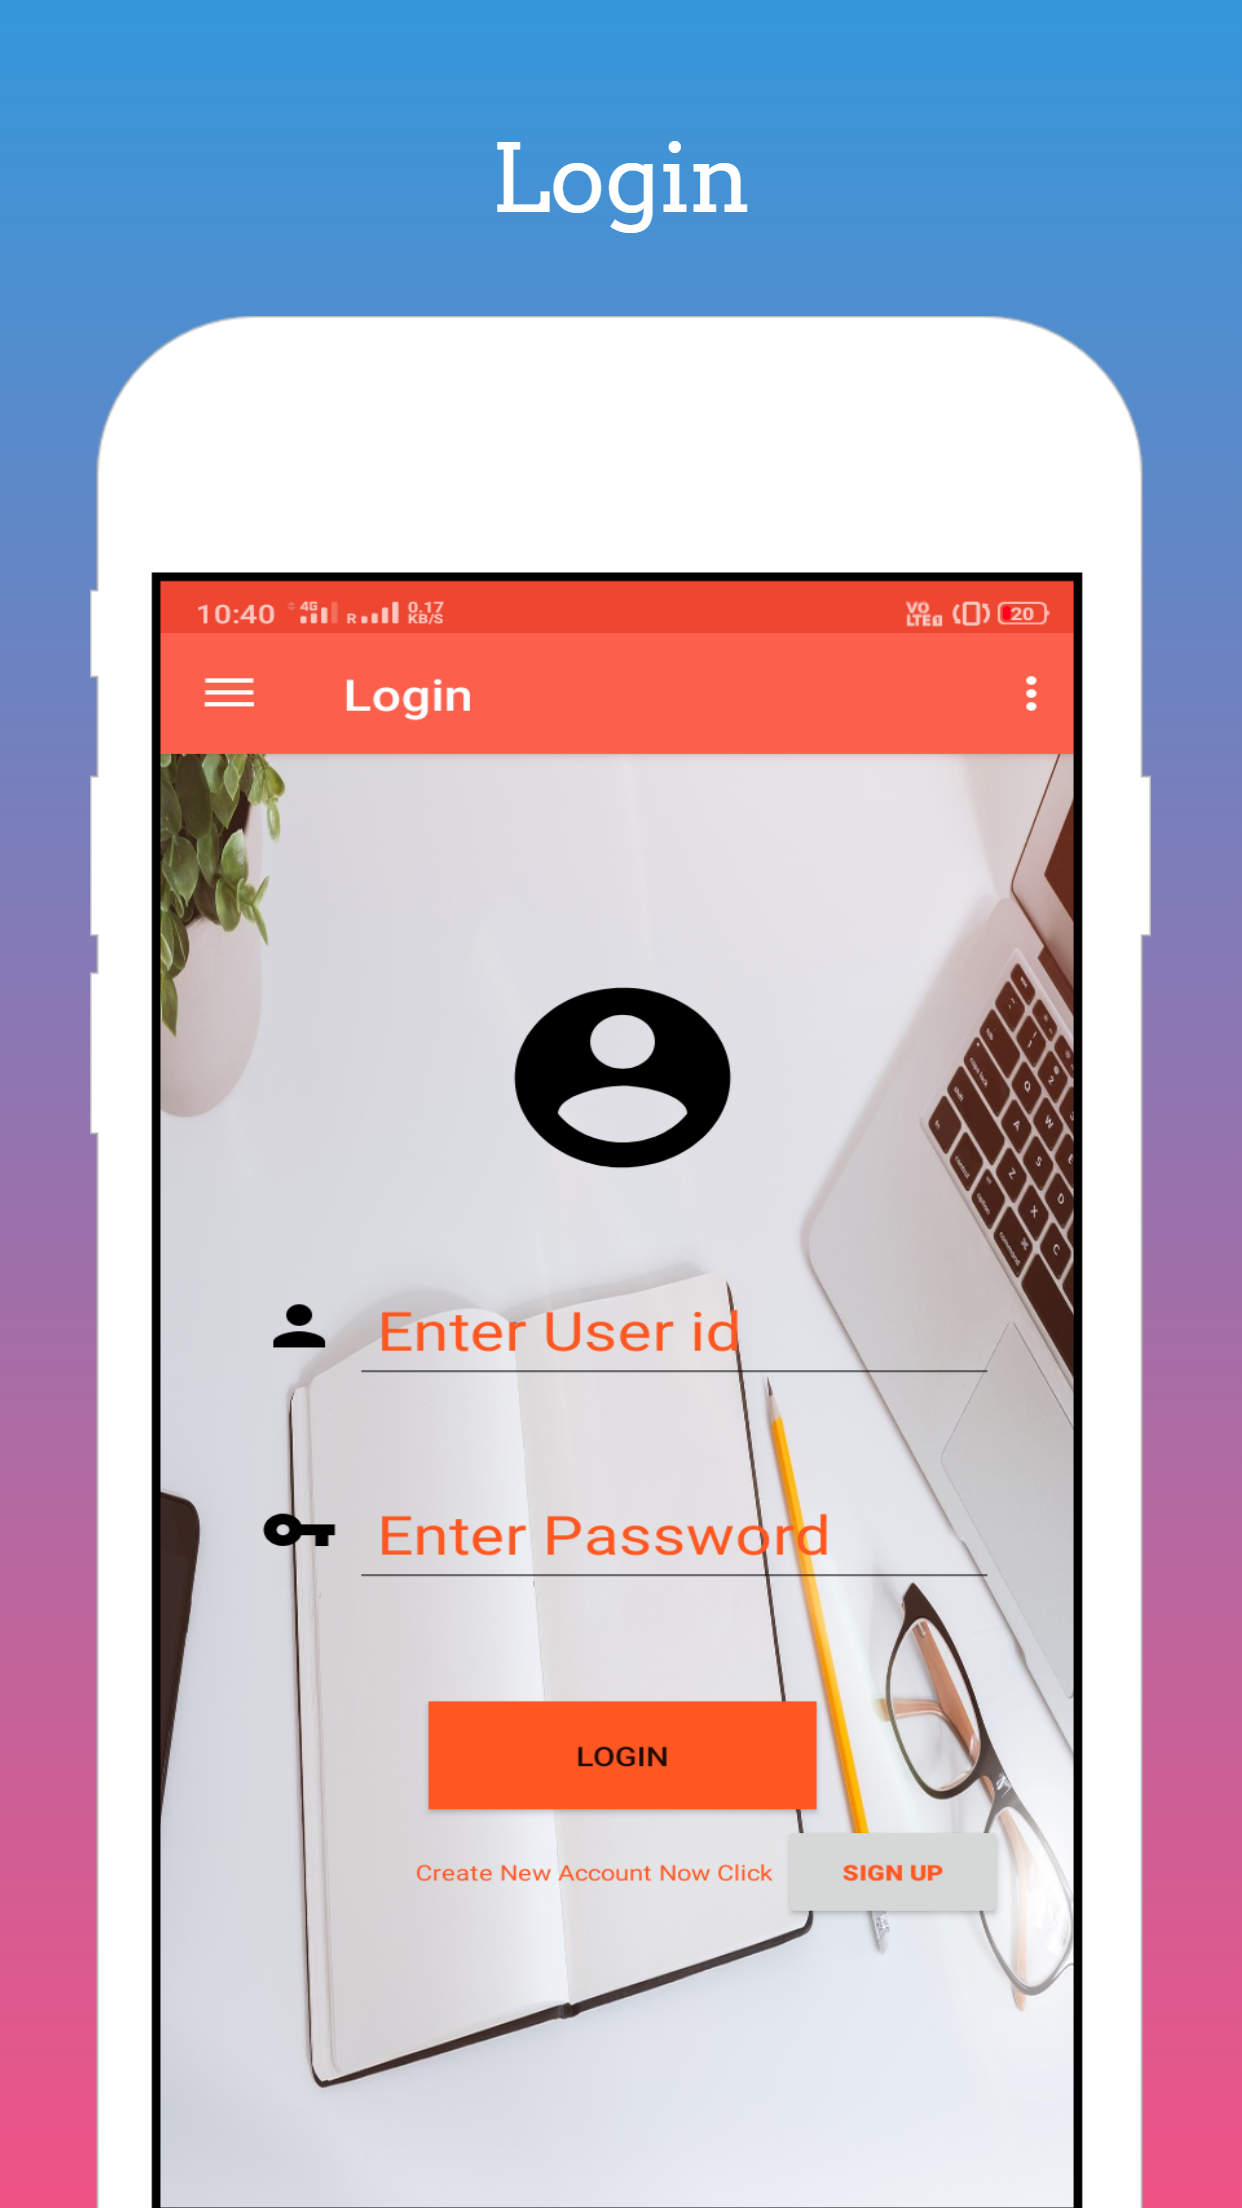 Login
10:40 4G R 0.17 KB/S VO LTE 20
Login
Enter User id
Enter Password
LOGIN
Create New Account Now Click SIGN UP